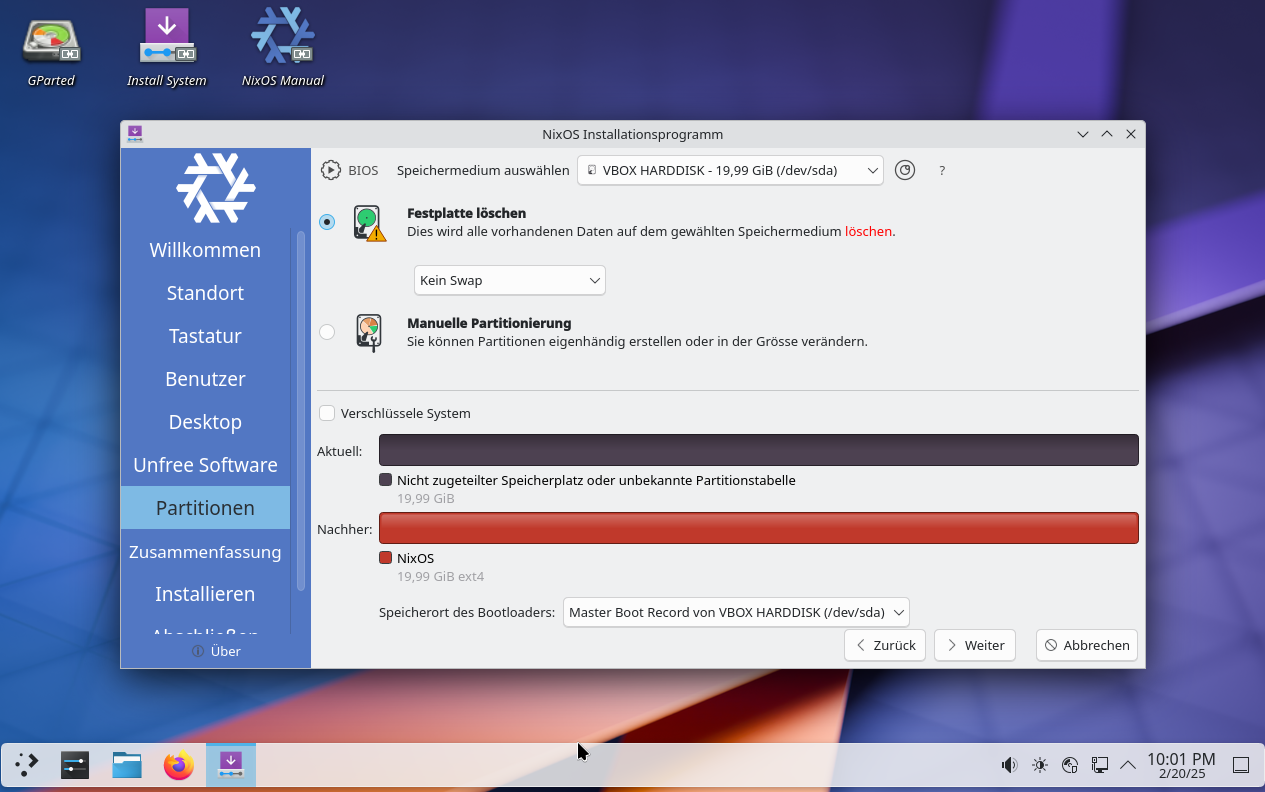 GParted
Install System
NixOS Manual
NixOS Installationsprogramm
BIOS
Speichermedium auswählen
VBOX HARDDISK - 19,99 GiB (/dev/sda)
?
Willkommen
Standort
Tastatur
Benutzer
Desktop
Unfree Software
Partitionen
Zusammenfassung
Installieren
Abschließen
Über
Festplatte löschen
Dies wird alle vorhandenen Daten auf dem gewählten Speichermedium löschen.
Kein Swap
Manuelle Partitionierung
Sie können Partitionen eigenhändig erstellen oder in der Grösse verändern.
Verschlüssele System
Aktuell:
Nicht zugeteilter Speicherplatz oder unbekannte Partitionstabelle
19,99 GiB
Nachher:
NixOS
19,99 GiB ext4
Speicherort des Bootloaders:
Master Boot Record von VBOX HARDDISK (/dev/sda)
Zurück
Weiter
Abbrechen
10:01 PM
2/20/25